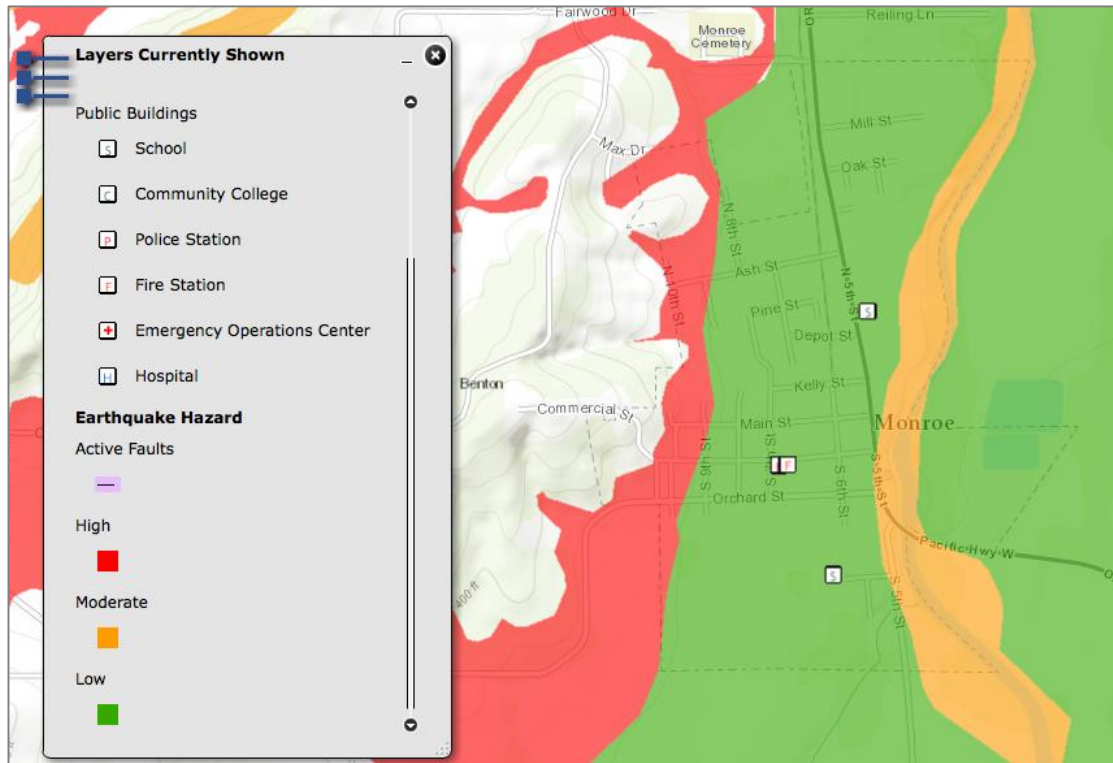 Layers Currently Shown
Public Buildings
S School
C Community College
P Police Station
F Fire Station
Emergency Operations Center
H Hospital
Earthquake Hazard
Active Faults
High
Moderate
Low
Fairwood Dr
Monroe
Cemetery
Reiling Ln
OR
Mill St
Max Dr
Oak St
N 8th St
Ash St
N 10th St
N 5th St
Pine St
S
Depot St
Benton
Kelly St
Commercial St
Main St
Monroe
S 9th St
F
S 6th St
S 5th St
Orchard St
Pacific Hwy W
S
S 5th St
400 ft